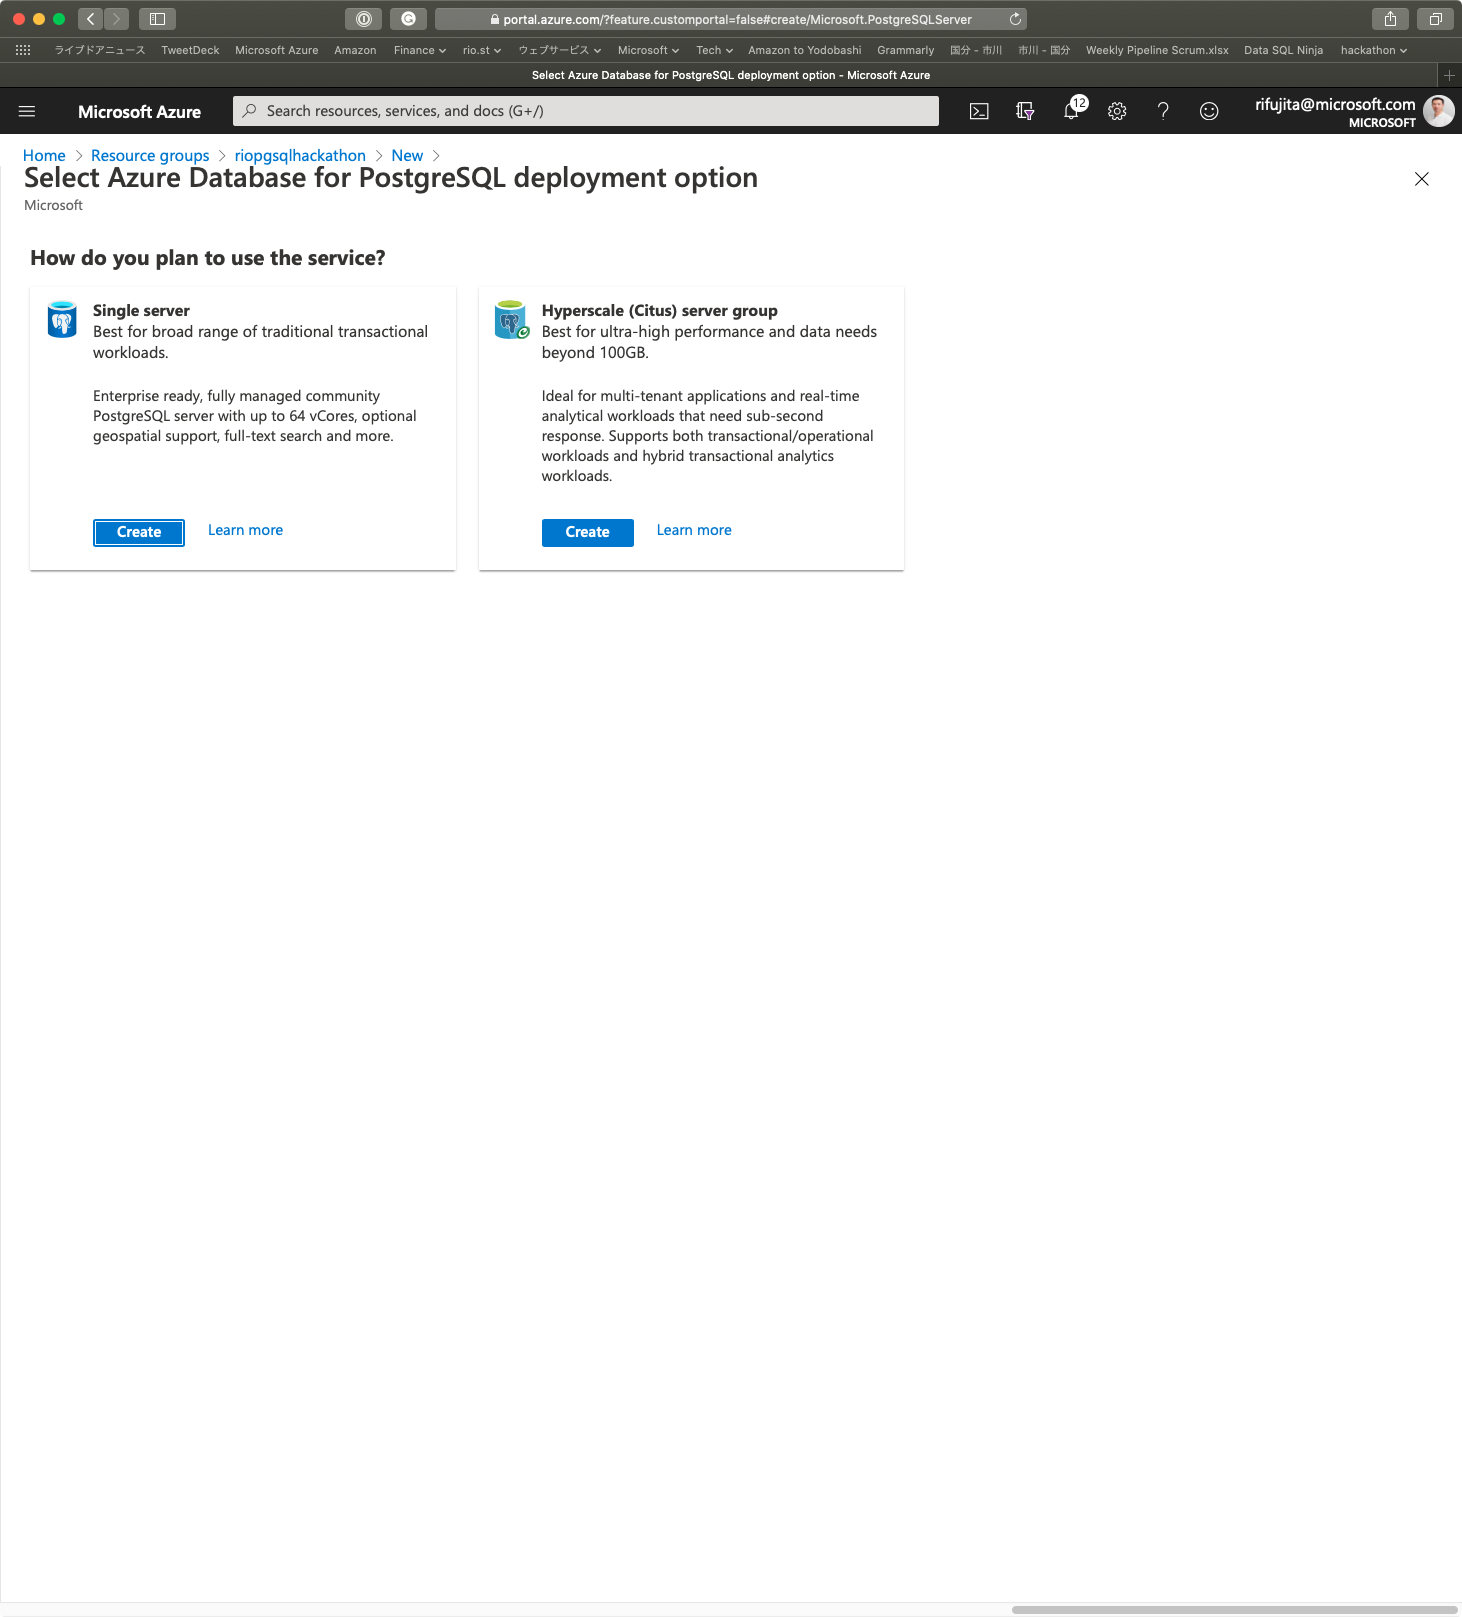 portal.azure.com/?feature.customportal=false#create/Microsoft.PostgreSQLServer
ライブドアニュース TweetDeck Microsoft Azure Amazon Finance rio.st ウェブサービス Microsoft Tech Amazon to Yodobashi Grammarly 国分 - 市川 市川 - 国分 Weekly Pipeline Scrum.xlsx Data SQL Ninja hackathon
Select Azure Database for PostgreSQL deployment option - Microsoft Azure
Microsoft Azure
Search resources, services, and docs (G+/)
12
rifujita@microsoft.com
MICROSOFT
Home > Resource groups > riopgsqlhackathon > New >
Select Azure Database for PostgreSQL deployment option
Microsoft
How do you plan to use the service?
Single server
Best for broad range of traditional transactional
workloads.
Enterprise ready, fully managed community
PostgreSQL server with up to 64 vCores, optional
geospatial support, full-text search and more.
Create Learn more
Hyperscale (Citus) server group
Best for ultra-high performance and data needs
beyond 100GB.
Ideal for multi-tenant applications and real-time
analytical workloads that need sub-second
response. Supports both transactional/operational
workloads and hybrid transactional analytics
workloads.
Create Learn more